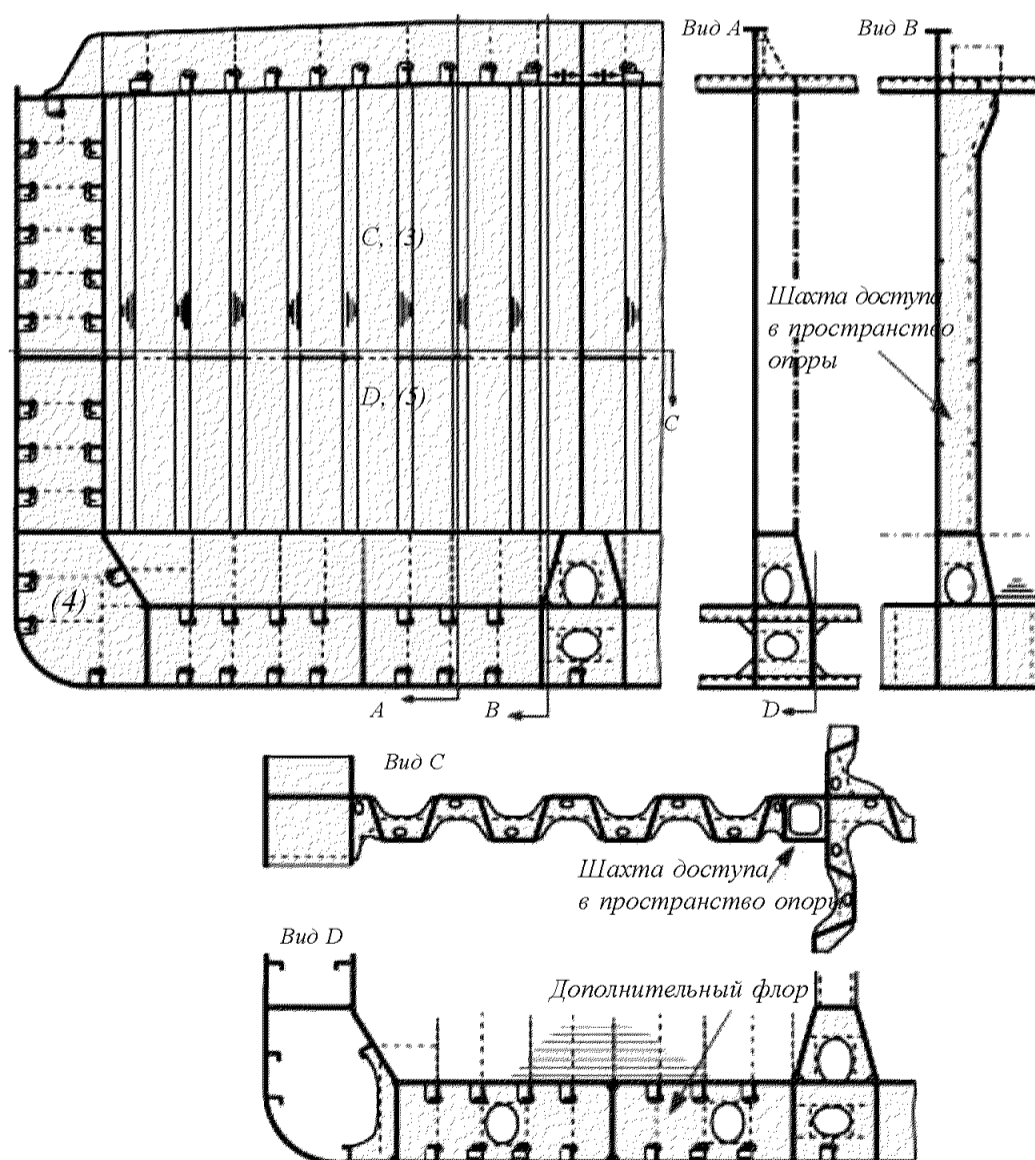 Вид А
Вид В
С, (3)
Шахта доступа
в пространство
опоры
D, (5)
С
(4)
А
В
D
Вид С
Шахта доступа
в пространство опоры
Вид D
Дополнительный флор